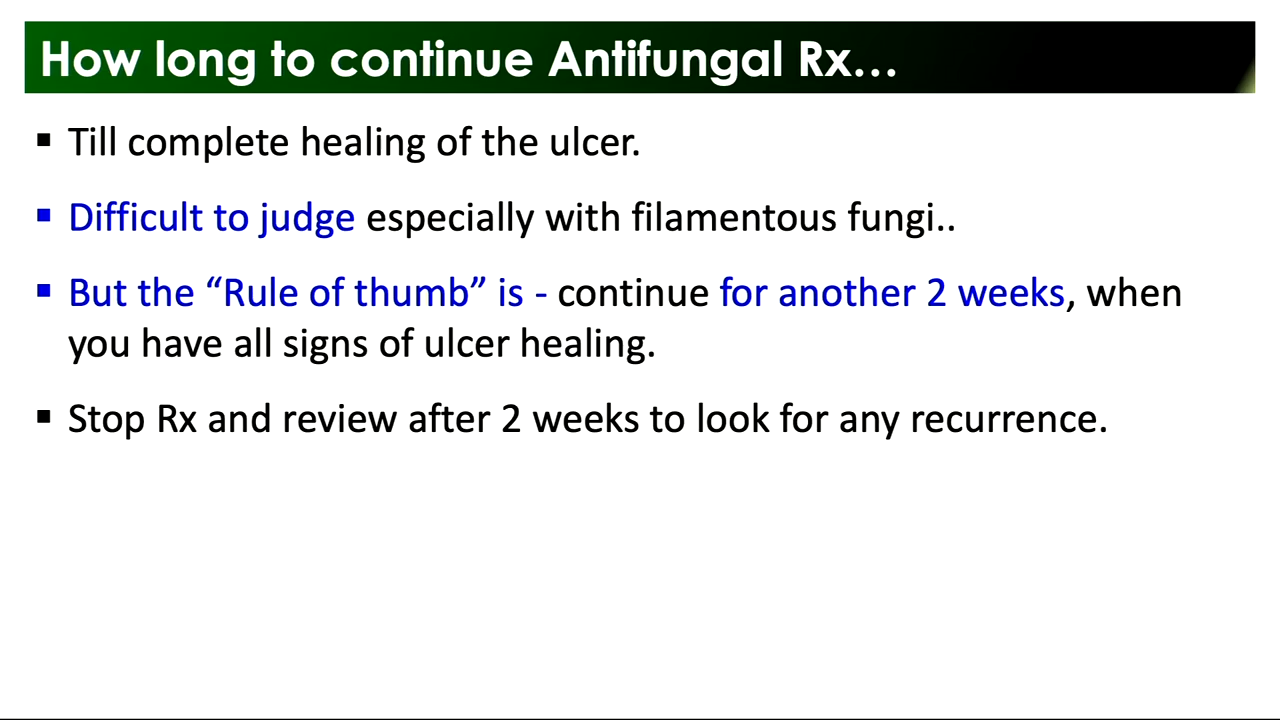 How long to continue Antifungal Rx...
▪ Till complete healing of the ulcer.
▪ Difficult to judge especially with filamentous fungi..
▪ But the “Rule of thumb” is - continue for another 2 weeks, when
you have all signs of ulcer healing.
▪ Stop Rx and review after 2 weeks to look for any recurrence.